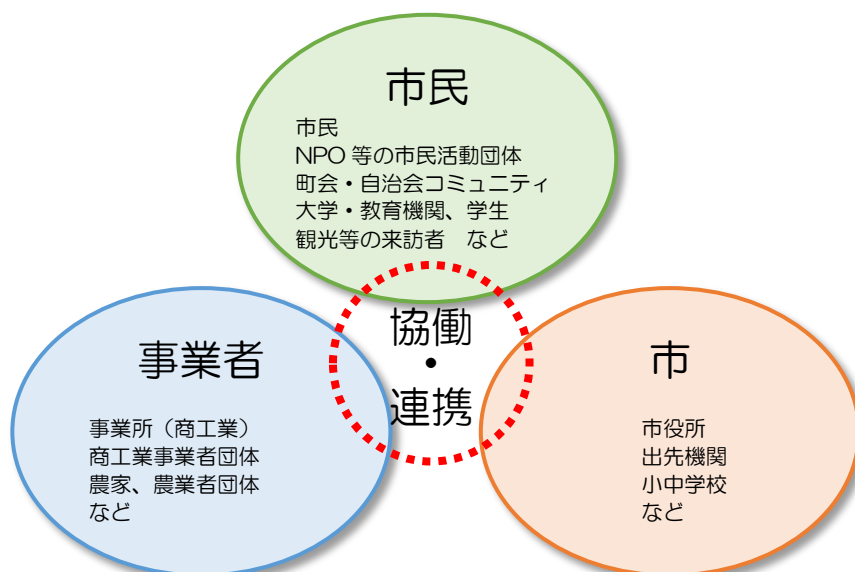 市民
市民
NPO 等の市民活動団体
町会・自治会コミュニティ
大学・教育機関、学生
観光等の来訪者　など
協働
・
連携
事業者
事業所（商工業）
商工業事業者団体
農家、農業者団体
など
市
市役所
出先機関
小中学校
など